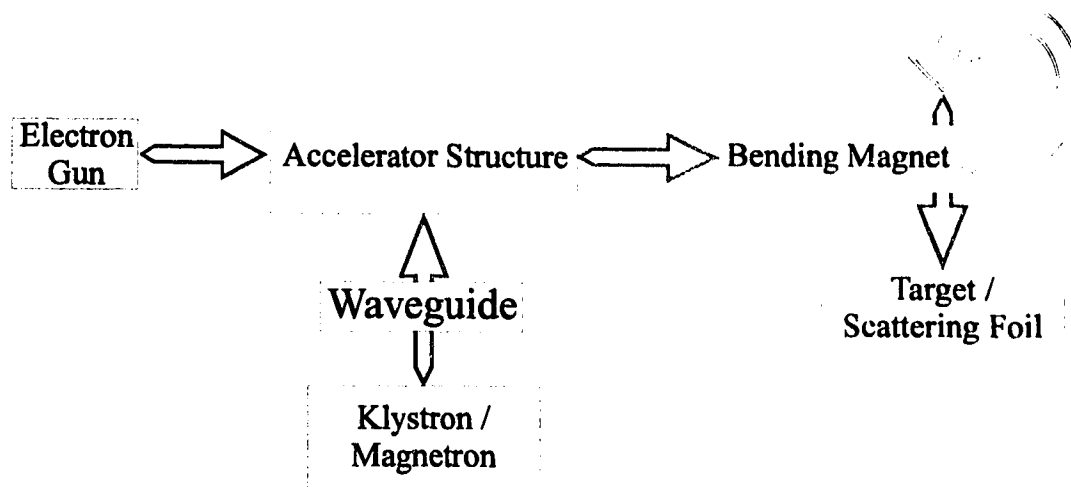 Electron
Gun
Accelerator Structure
Bending Magnet
Waveguide
Target /
Scattering Foil
Klystron /
Magnetron